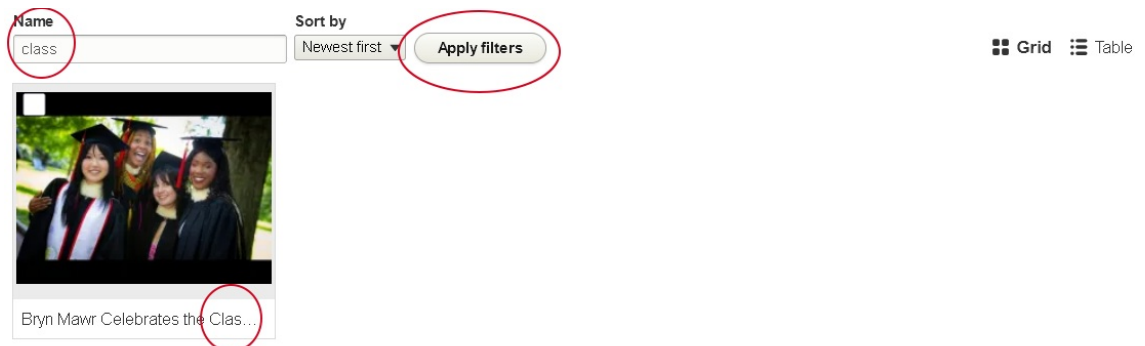 Name
Sort by
class
Newest first
Apply filters
Grid
Table
Bryn Mawr Celebrates the Clas...